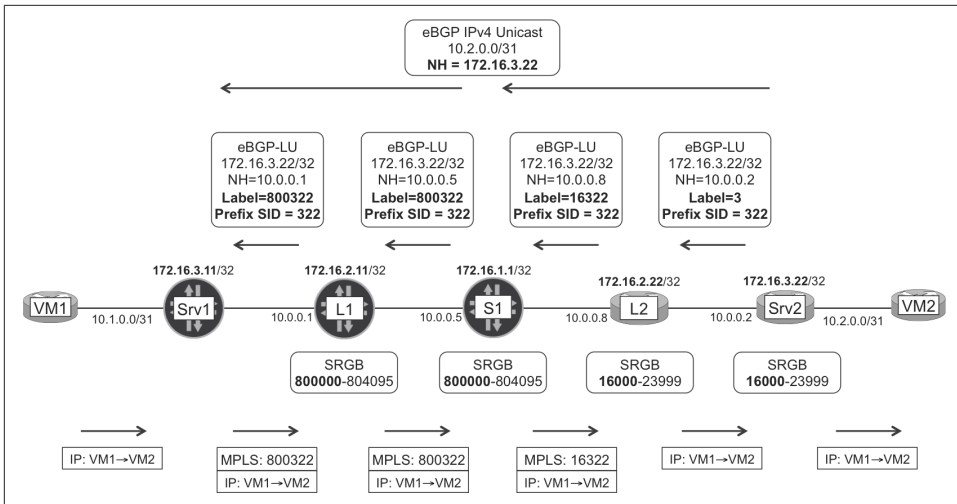 eBGP IPv4 Unicast
10.2.0.0/31
NH = 172.16.3.22
eBGP-LU
172.16.3.22/32
NH=10.0.0.1
Label=800322
Prefix SID = 322
eBGP-LU
172.16.3.22/32
NH=10.0.0.5
Label=800322
Prefix SID = 322
eBGP-LU
172.16.3.22/32
NH=10.0.0.8
Label=16322
Prefix SID = 322
eBGP-LU
172.16.3.22/32
NH=10.0.0.2
Label=3
Prefix SID = 322
172.16.3.11/32
172.16.2.11/32
172.16.1.1/32
172.16.2.22/32
172.16.3.22/32
VM1
Srv1
L1
S1
L2
Srv2
VM2
10.1.0.0/31
10.0.0.1
10.0.0.5
10.0.0.8
10.0.0.2
10.2.0.0/31
SRGB
800000-804095
SRGB
800000-804095
SRGB
16000-23999
SRGB
16000-23999
IP: VM1→VM2
MPLS: 800322
IP: VM1→VM2
MPLS: 800322
IP: VM1→VM2
MPLS: 16322
IP: VM1→VM2
IP: VM1→VM2
IP: VM1→VM2